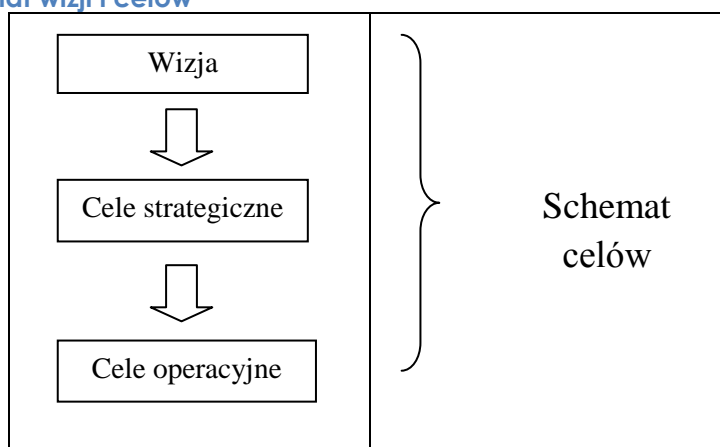 wizji i celów
Wizja
Cele strategiczne
Schemat
celów
Cele operacyjne